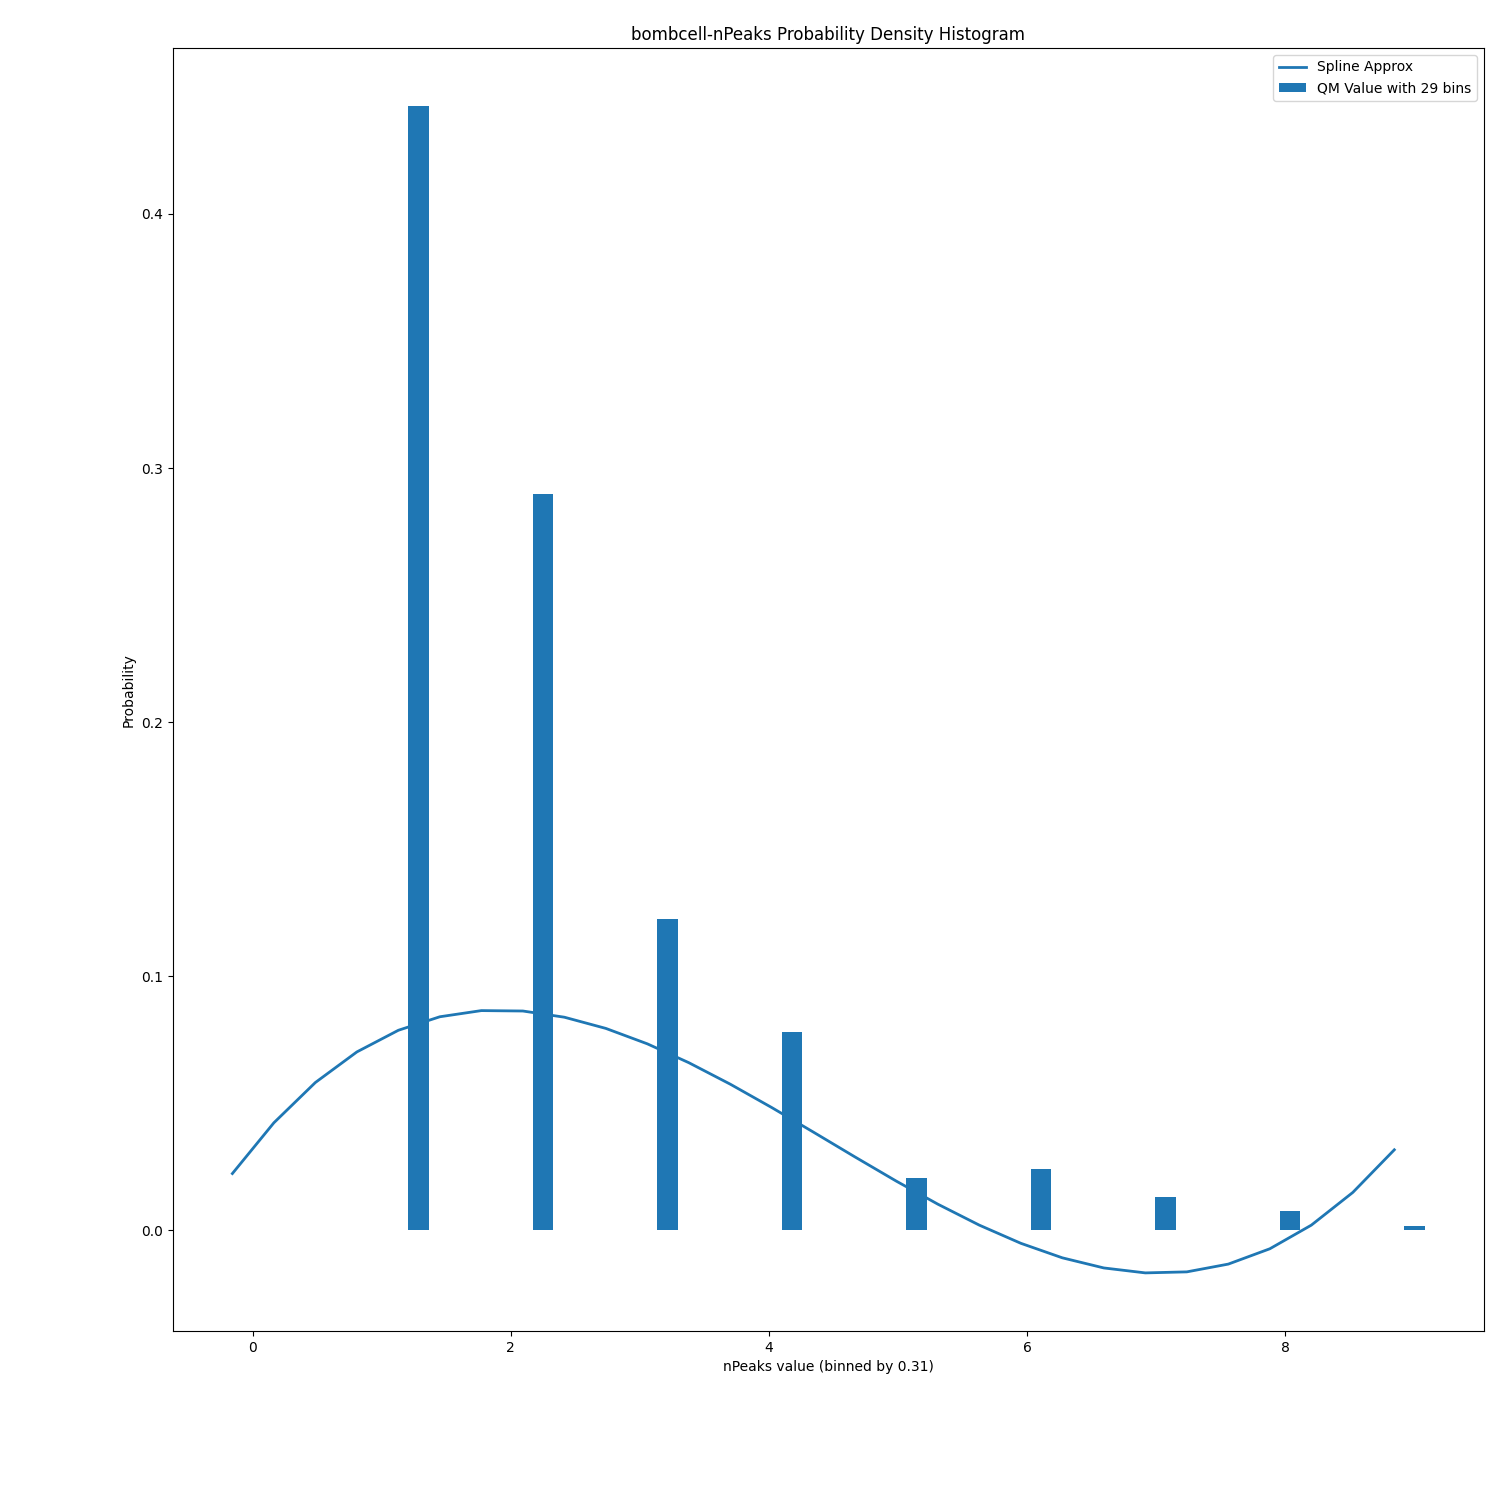 bombcell-nPeaks Probability Density Histogram
Spline Approx
QM Value with 29 bins
0.4
0.3
0.2
0.1
0.0
Probability
0 2 4 6 8
nPeaks value (binned by 0.31)